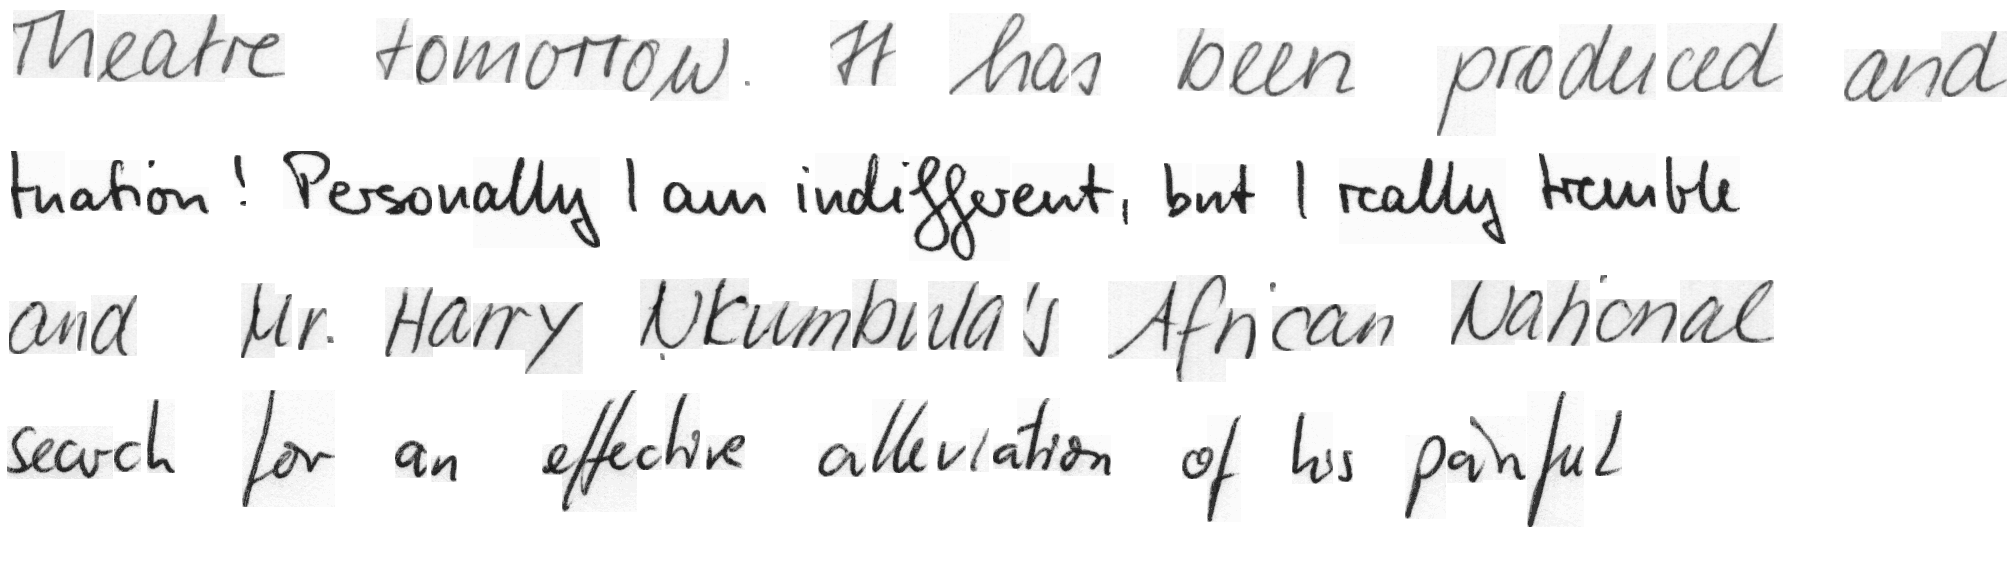 Theatre tomorrow. It has been produced and
tuation! Personally I am indifferent, but I really tremble
and Mr. Harry Nkumbula's African National
search for an effective alleviation of his painful